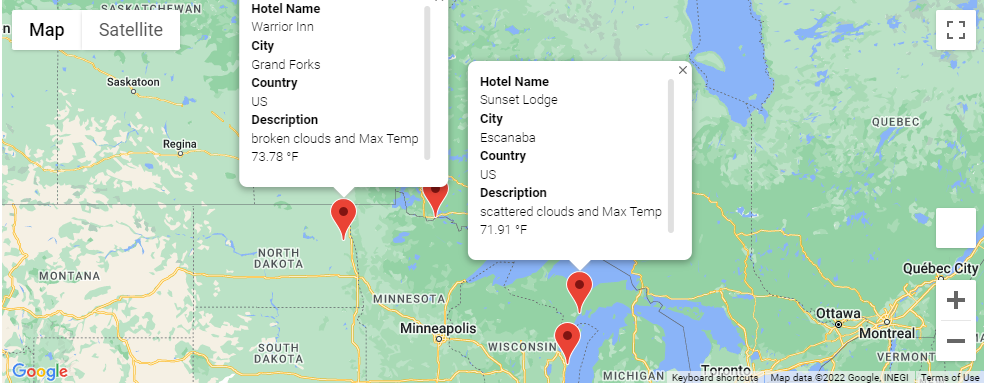 SASKATCHEWAN
Map
Satellite
Saskatoon
Regina
Hotel Name
Warrior Inn
City
Grand Forks
Country
US
Description
broken clouds and Max Temp
73.78 °F
Hotel Name
Sunset Lodge
City
Escanaba
Country
US
Description
scattered clouds and Max Temp
71.91 °F
QUEBEC
NORTH
DAKOTA
MONTANA
MINNESOTA
Minneapolis
SOUTH
DAKOTA
WISCONSIN
MICHIGAN
Québec City
Ottawa
Montreal
VERMONT
Toronto
Google
Keyboard shortcuts
Map data ©2022 Google, INEGI
Terms of Use